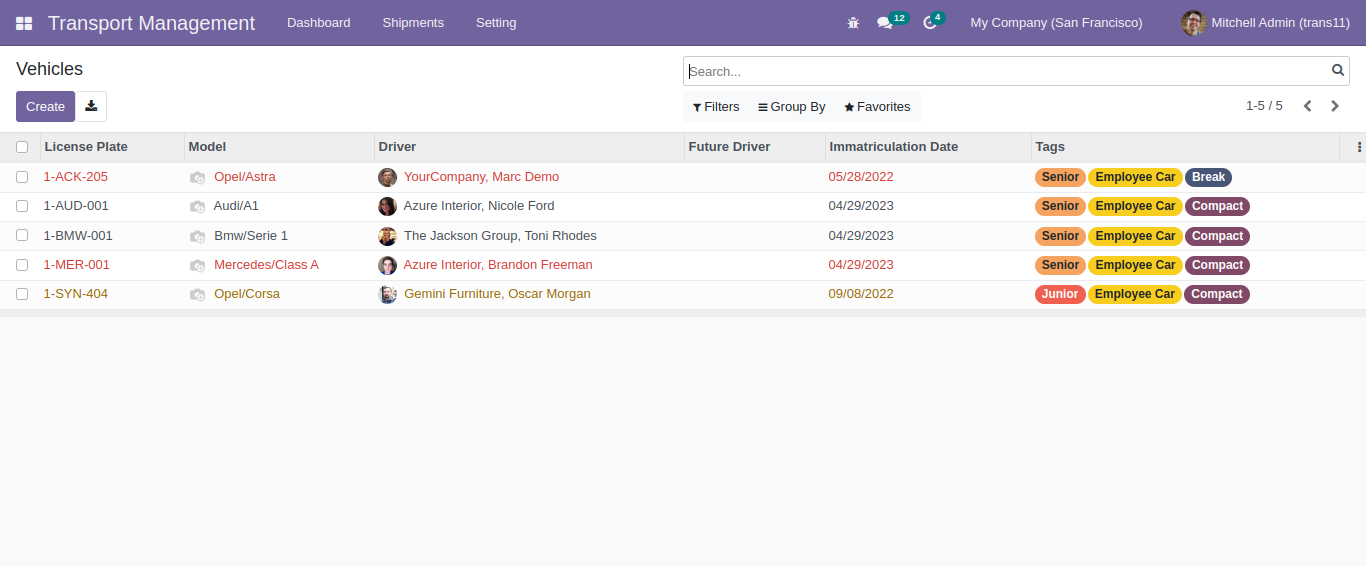 Transport Management Dashboard Shipments Setting 12 4 My Company (San Francisco) Mitchell Admin (trans11)
Vehicles Search...
Create Filters Group By Favorites 1-5 / 5
License Plate Model Driver Future Driver Immatriculation Date Tags
1-ACK-205 Opel/Astra YourCompany, Marc Demo 05/28/2022 Senior Employee Car Break
1-AUD-001 Audi/A1 Azure Interior, Nicole Ford 04/29/2023 Senior Employee Car Compact
1-BMW-001 Bmw/Serie 1 The Jackson Group, Toni Rhodes 04/29/2023 Senior Employee Car Compact
1-MER-001 Mercedes/Class A Azure Interior, Brandon Freeman 04/29/2023 Senior Employee Car Compact
1-SYN-404 Opel/Corsa Gemini Furniture, Oscar Morgan 09/08/2022 Junior Employee Car Compact